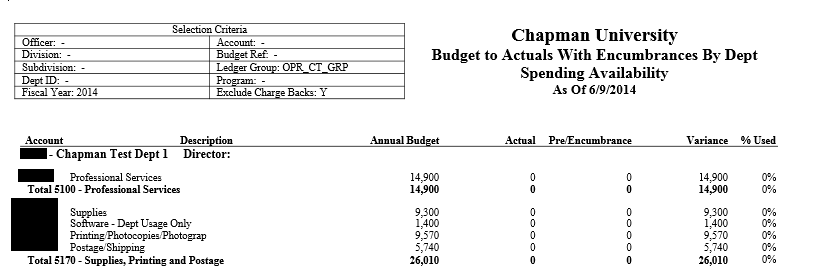 Selection Criteria
Officer: - Account: -
Division: - Budget Ref: -
Subdivision: - Ledger Group: OPR_CT_GRP
Dept ID: - Program: -
Fiscal Year: 2014 Exclude Charge Backs: Y
Chapman University
Budget to Actuals With Encumbrances By Dept
Spending Availability
As Of 6/9/2014
Account Description Annual Budget Actual Pre/Encumbrance Variance % Used
- Chapman Test Dept 1 Director:
Professional Services 14,900 0 0 14,900 0%
Total 5100 - Professional Services 14,900 0 0 14,900 0%
Supplies 9,300 0 0 9,300 0%
Software - Dept Usage Only 1,400 0 0 1,400 0%
Printing/Photocopies/Photograp 9,570 0 0 9,570 0%
Postage/Shipping 5,740 0 0 5,740 0%
Total 5170 - Supplies, Printing and Postage 26,010 0 0 26,010 0%